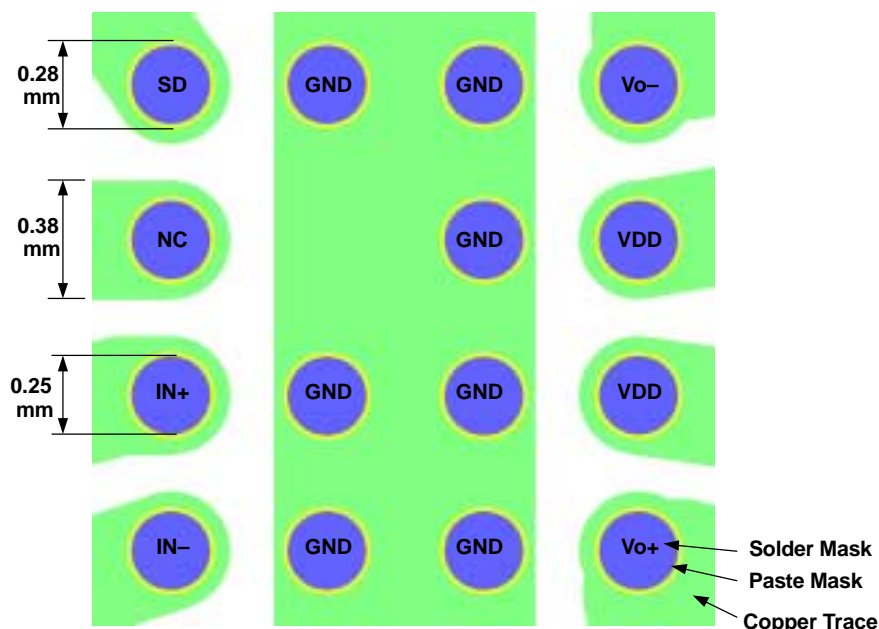 0.28
mm
SD
GND
GND
Vo–
0.38
mm
NC
GND
VDD
0.25
mm
IN+
GND
GND
VDD
IN–
GND
GND
Vo+
Solder Mask
Paste Mask
Copper Trace